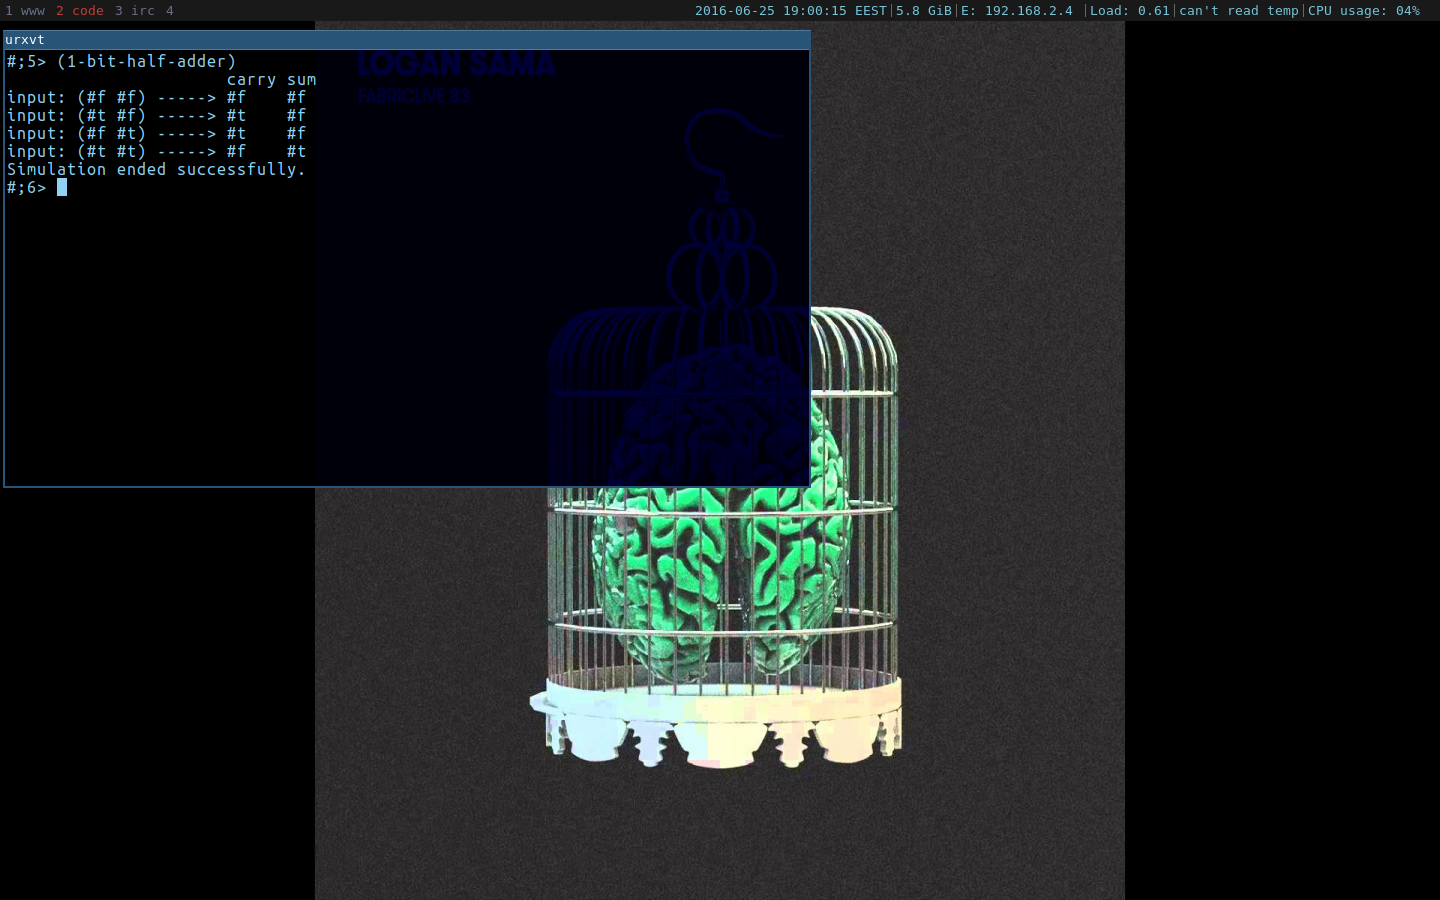 1 www 2 code 3 irc 4 2016-06-25 19:00:15 EEST|5.8 GiB|E: 192.168.2.4 |Load: 0.61|can't read temp|CPU usage: 04%
urxvt
#;5> (1-bit-half-adder)
                      carry sum
input: (#f #f) -----> #f    #f
input: (#t #f) -----> #t    #f
input: (#f #t) -----> #t    #f
input: (#t #t) -----> #f    #t
Simulation ended successfully.
#;6>
LOGAN SAMA
FABRICLIVE 83